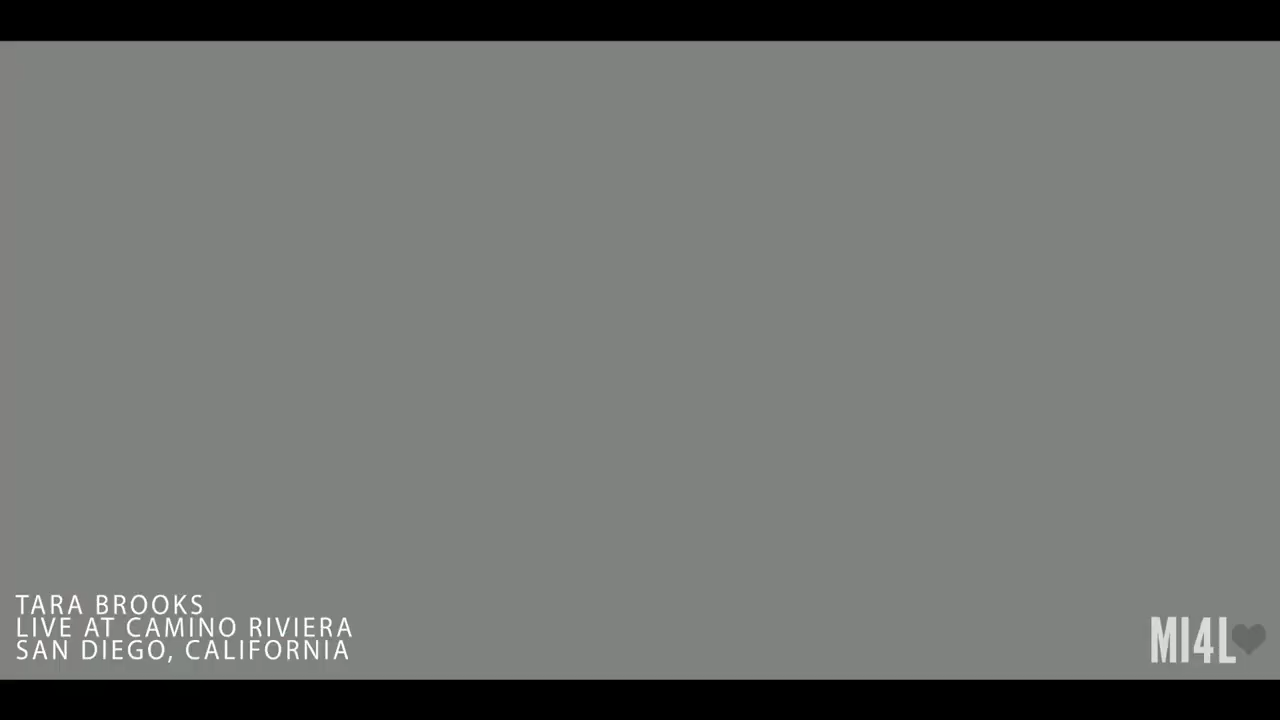 TARA BROOKS
LIVE AT CAMINO RIVIERA
SAN DIEGO, CALIFORNIA
MI4L